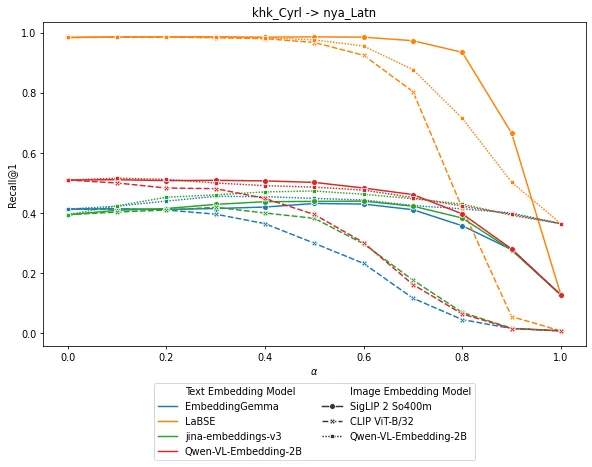 khk_Cyrl -> nya_Latn
Recall@1
1.0
0.8
0.6
0.4
0.2
0.0
0.0 0.2 0.4 0.6 0.8 1.0
α
Text Embedding Model
EmbeddingGemma
LaBSE
jina-embeddings-v3
Qwen-VL-Embedding-2B
Image Embedding Model
SigLIP 2 So400m
CLIP ViT-B/32
Qwen-VL-Embedding-2B